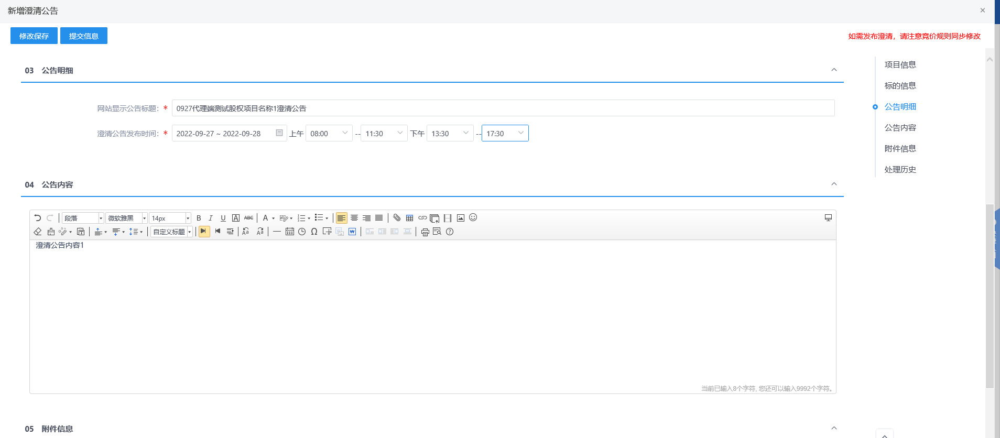 新增澄清公告
修改保存 提交信息
如需发布澄清，请注意竞价规则同步修改
03 公告明细
网站显示公告标题：* 0927代理端测试股权项目名称1澄清公告
澄清公告发布时间：* 2022-09-27 ~ 2022-09-28 上午 08:00 -- 11:30 下午 13:30 -- 17:30
项目信息
标的信息
公告明细
公告内容
附件信息
处理历史
04 公告内容
段落 微软雅黑 14px B I U A ABC A
自定义标题
澄清公告内容1
当前已输入8个字符, 您还可以输入9992个字符。
05 附件信息